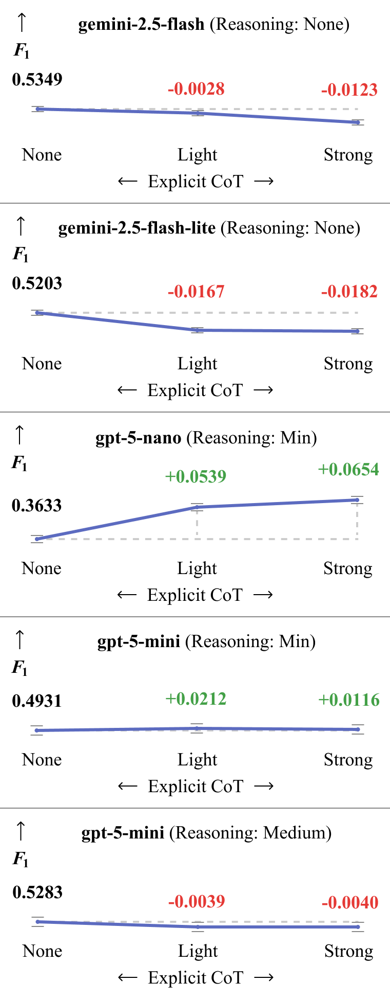 ↑ gemini-2.5-flash (Reasoning: None)
F₁
0.5349 -0.0028 -0.0123
None Light Strong
← Explicit CoT →
↑ gemini-2.5-flash-lite (Reasoning: None)
F₁
0.5203 -0.0167 -0.0182
None Light Strong
← Explicit CoT →
↑ gpt-5-nano (Reasoning: Min)
F₁
0.3633 +0.0539 +0.0654
None Light Strong
← Explicit CoT →
↑ gpt-5-mini (Reasoning: Min)
F₁
0.4931 +0.0212 +0.0116
None Light Strong
← Explicit CoT →
↑ gpt-5-mini (Reasoning: Medium)
F₁
0.5283 -0.0039 -0.0040
None Light Strong
← Explicit CoT →